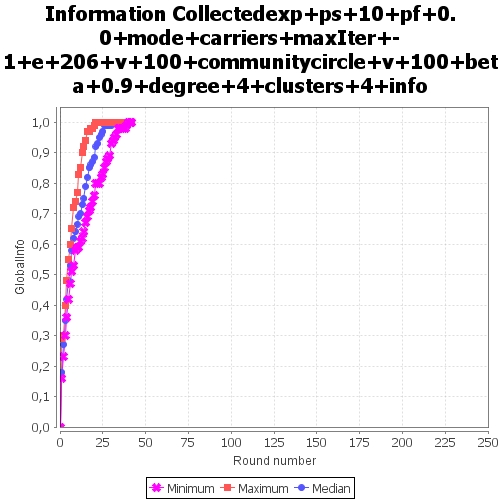 Information Collectedexp+ps+10+pf+0.
0+mode+carriers+maxIter+-
1+e+206+v+100+communitycircle+v+100+bet
a+0.9+degree+4+clusters+4+info
1,0
0,9
0,8
0,7
0,6
0,5
0,4
0,3
0,2
0,1
0,0
GlobalInfo
0 25 50 75 100 125 150 175 200 225 250
Round number
Minimum Maximum Median